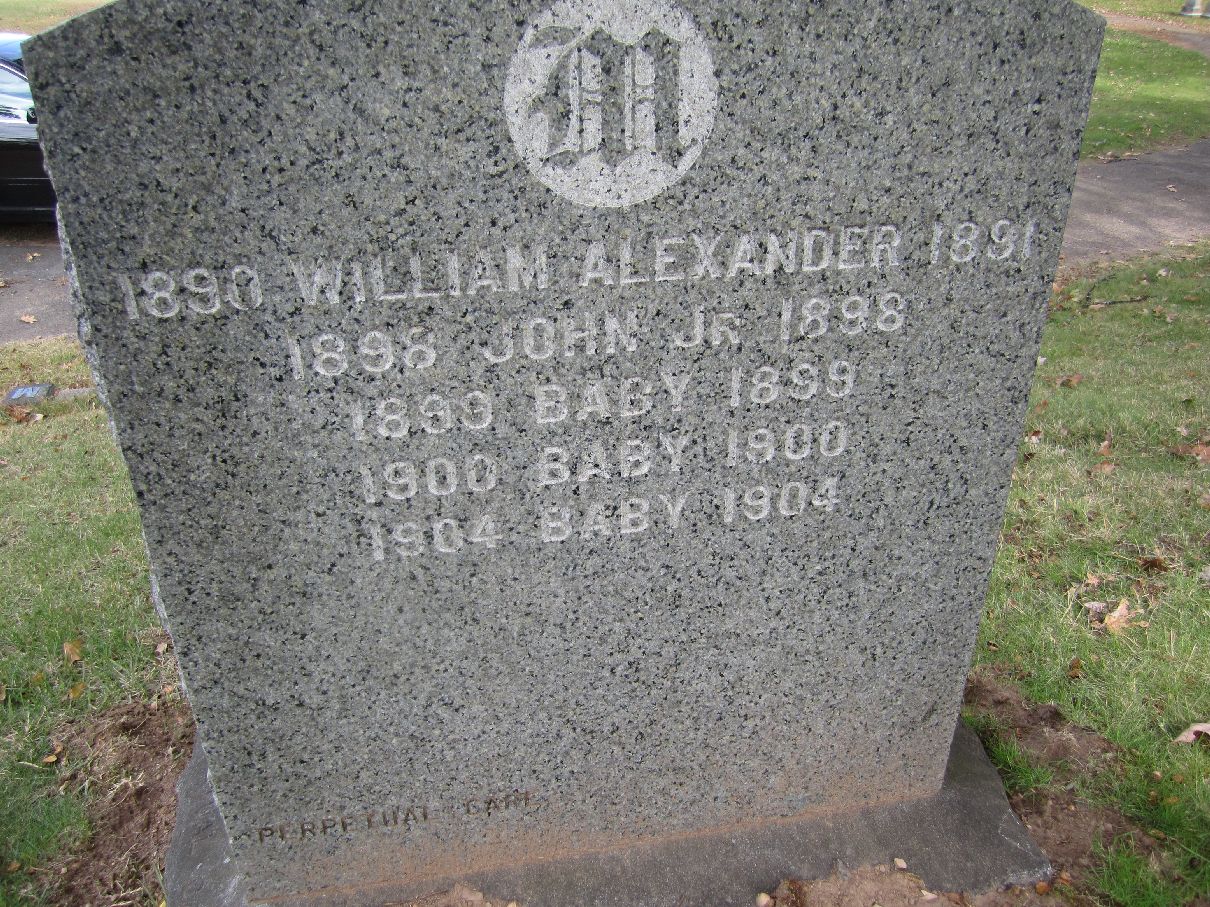 M
1890 WILLIAM ALEXANDER 1891
1898 JOHN JR 1898
1899 BABY 1899
1900 BABY 1900
1904 BABY 1904
PERPETUAL CARE